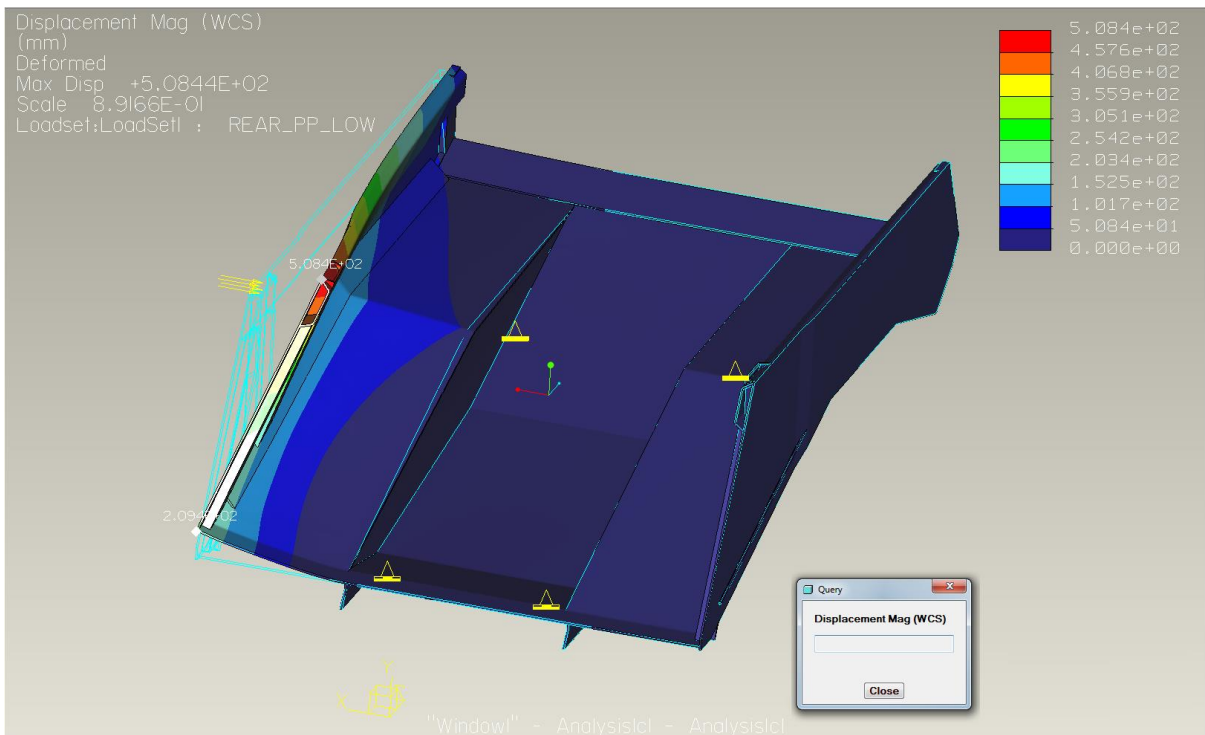 Displacement Mag (WCS)
(mm)
Deformed
Max Disp +5.0844E+02
Scale 8.9166E-01
Loadset:LoadSet1 : REAR_PP_LOW
5.084e+02
4.576e+02
4.068e+02
3.559e+02
3.051e+02
2.542e+02
2.034e+02
1.525e+02
1.017e+02
5.084e+01
0.000e+00
5.084E+02
2.094E+02
Query
x
Displacement Mag (WCS)
Close
Y
X
"Window1" - Analysis1c1 - Analysis1c1